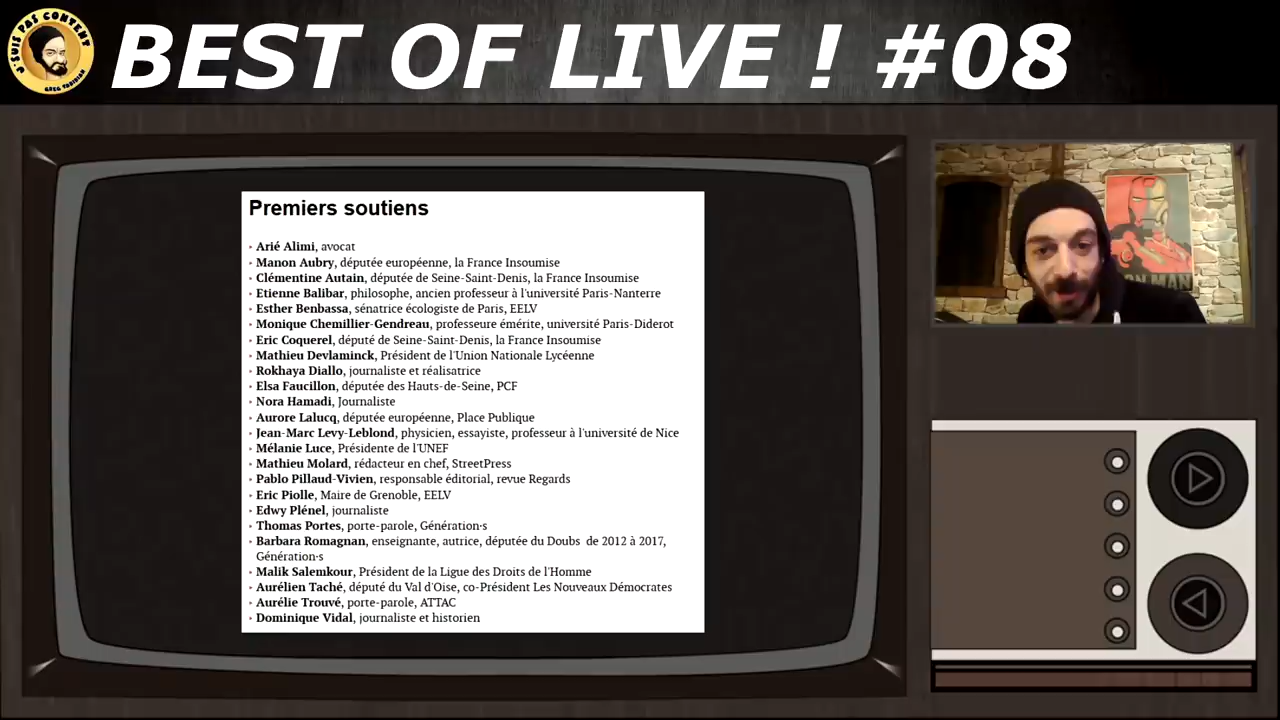 J'SUIS PAS CONTENT
GREG TABIBIAN
BEST OF LIVE ! #08
Premiers soutiens
Arié Alimi, avocat
Manon Aubry, députée européenne, la France Insoumise
Clémentine Autain, députée de Seine-Saint-Denis, la France Insoumise
Etienne Balibar, philosophe, ancien professeur à l'université Paris-Nanterre
Esther Benbassa, sénatrice écologiste de Paris, EELV
Monique Chemillier-Gendreau, professeure émérite, université Paris-Diderot
Eric Coquerel, député de Seine-Saint-Denis, la France Insoumise
Mathieu Devlaminck, Président de l'Union Nationale Lycéenne
Rokhaya Diallo, journaliste et réalisatrice
Elsa Faucillon, députée des Hauts-de-Seine, PCF
Nora Hamadi, Journaliste
Aurore Lalucq, députée européenne, Place Publique
Jean-Marc Levy-Leblond, physicien, essayiste, professeur à l'université de Nice
Mélanie Luce, Présidente de l'UNEF
Mathieu Molard, rédacteur en chef, StreetPress
Pablo Pillaud-Vivien, responsable éditorial, revue Regards
Eric Piolle, Maire de Grenoble, EELV
Edwy Plénel, journaliste
Thomas Portes, porte-parole, Génération·s
Barbara Romagnan, enseignante, autrice, députée du Doubs de 2012 à 2017,
Génération·s
Malik Salemkour, Président de la Ligue des Droits de l'Homme
Aurélien Taché, député du Val d'Oise, co-Président Les Nouveaux Démocrates
Aurélie Trouvé, porte-parole, ATTAC
Dominique Vidal, journaliste et historien
ON MAN